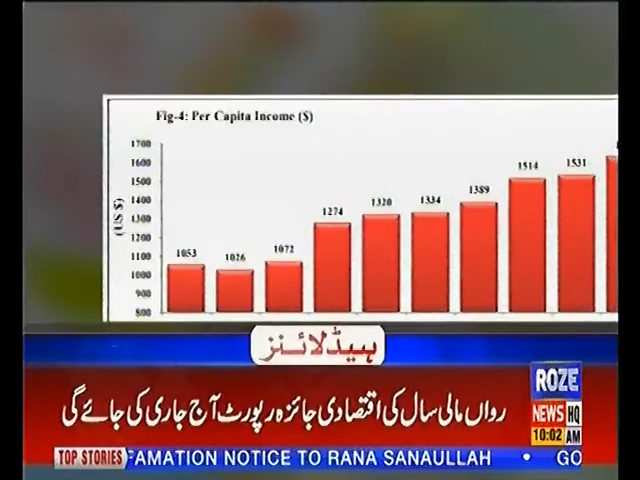 Fig-4: Per Capita Income ($)
1700
1600
1500
1400
1300
1200
1100
1000
900
800
(US $)
1053
1026
1072
1274
1320
1334
1389
1514
1531
ہیڈلائنز
رواں مالی سال کی اقتصادی جائزہ رپورٹ آج جاری کی جائے گی
ROZE
NEWS HQ
10:02 AM
TOP STORIES FAMATION NOTICE TO RANA SANAULLAH • GO